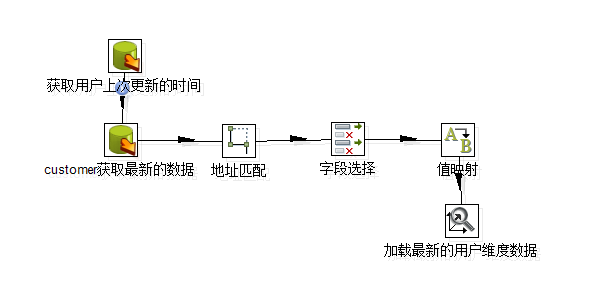 获取用户上次更新的时间
customer获取最新的数据
地址匹配
字段选择
值映射
加载最新的用户维度数据